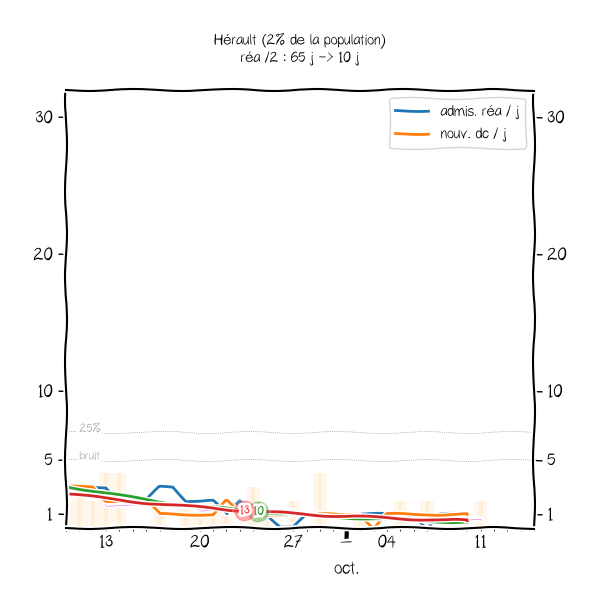 Hérault (2% de la population)
réa /2 : 65 j -> 10 j
admis. réa / j
nouv. dc / j
30 30
20 20
10 10
25%
5 bruit 5
13 10
1 1
13 20 27 04 11
oct.